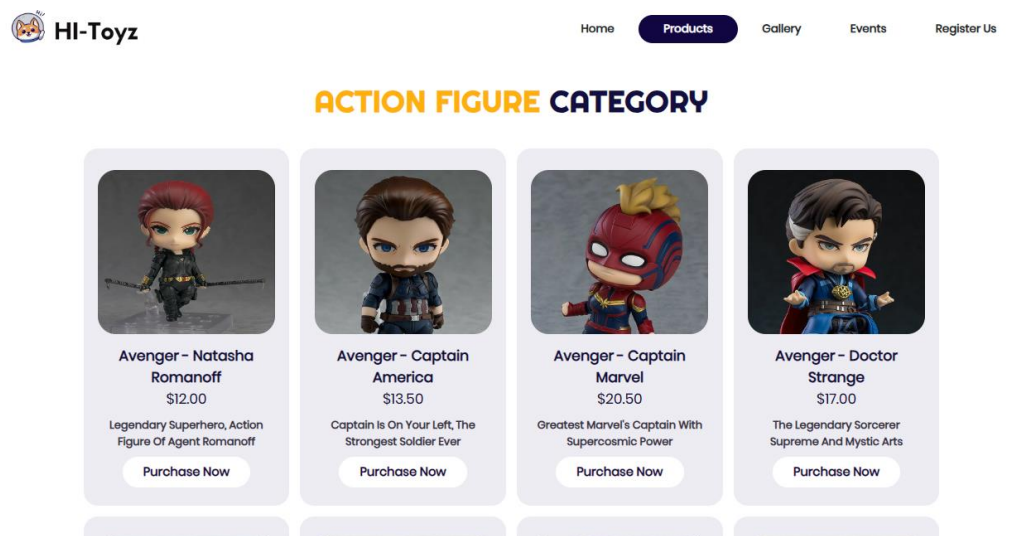 Hi!
HI-Toyz
Home Products Gallery Events Register Us
ACTION FIGURE CATEGORY
Avenger - Natasha
Romanoff
$12.00
Legendary Superhero, Action
Figure Of Agent Romanoff
Purchase Now
Avenger - Captain
America
$13.50
Captain Is On Your Left, The
Strongest Soldier Ever
Purchase Now
Avenger - Captain
Marvel
$20.50
Greatest Marvel's Captain With
Supercosmic Power
Purchase Now
Avenger - Doctor
Strange
$17.00
The Legendary Sorcerer
Supreme And Mystic Arts
Purchase Now